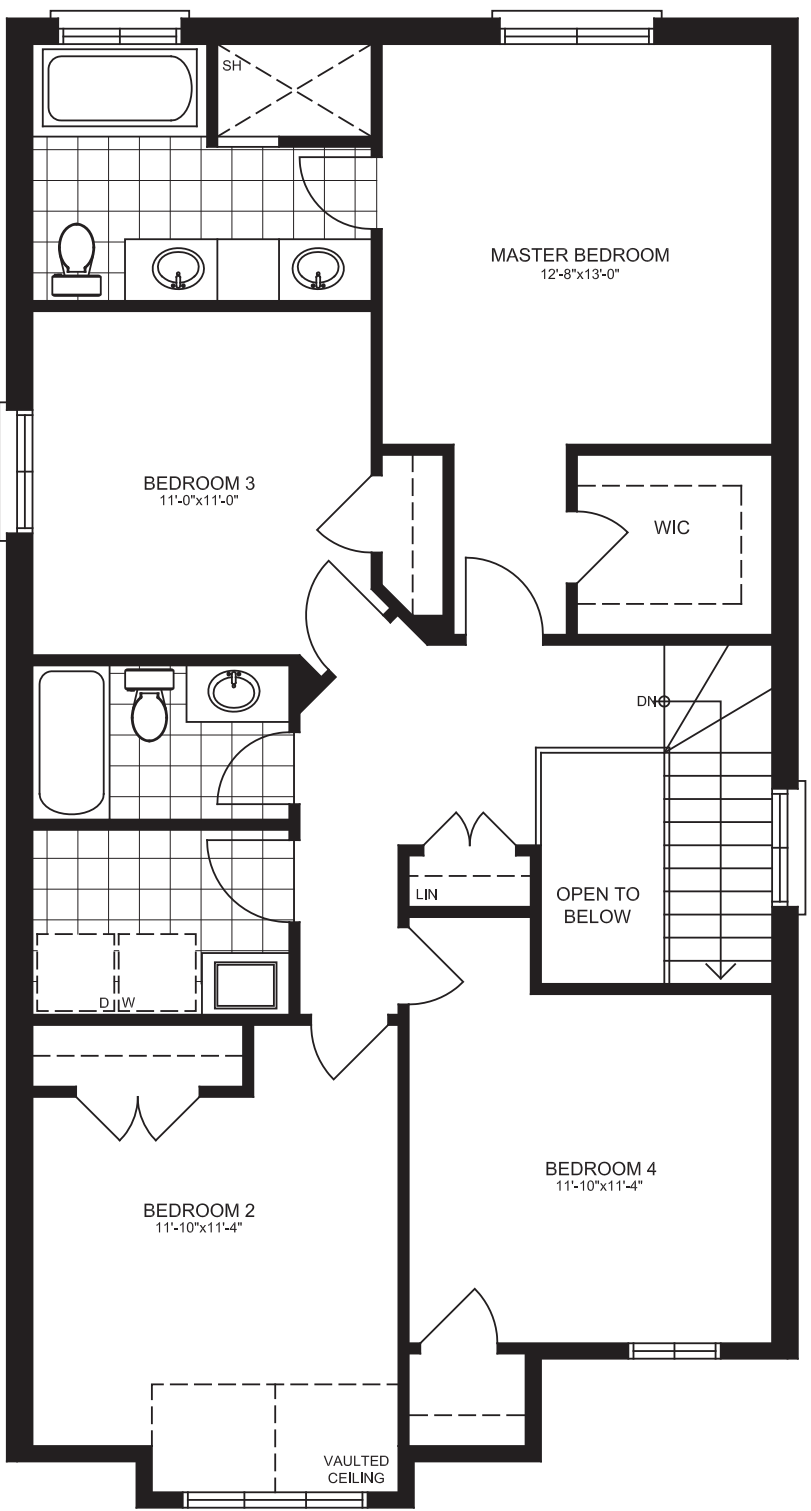 SH
MASTER BEDROOM
12'-8"x13'-0"
BEDROOM 3
11'-0"x11'-0"
WIC
DN
LIN
OPEN TO
BELOW
D W
BEDROOM 4
11'-10"x11'-4"
BEDROOM 2
11'-10"x11'-4"
VAULTED
CEILING